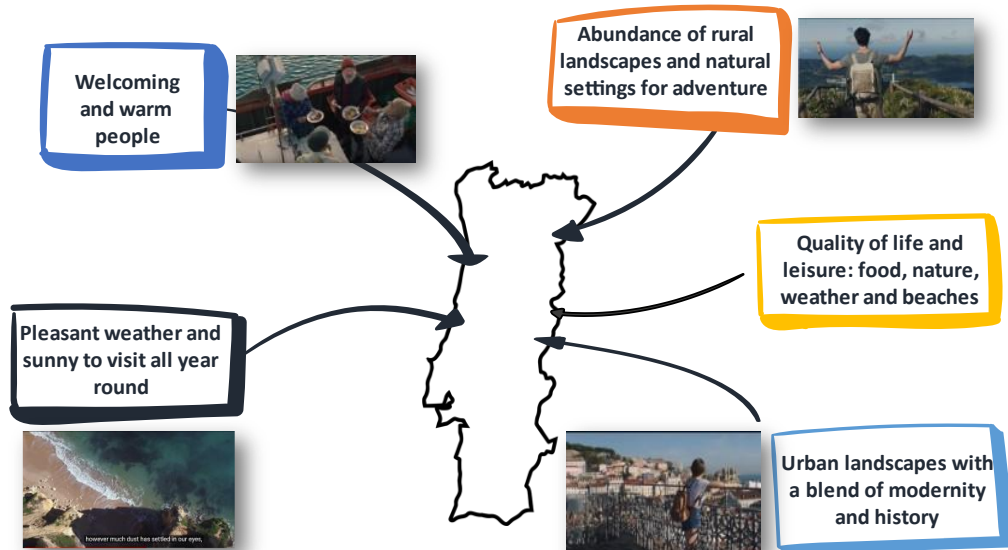 Welcoming
and warm
people
Abundance of rural
landscapes and natural
settings for adventure
Quality of life and
leisure: food, nature,
weather and beaches
Pleasant weather and
sunny to visit all year
round
however much dust has settled in our eyes,
Urban landscapes with
a blend of modernity
and history